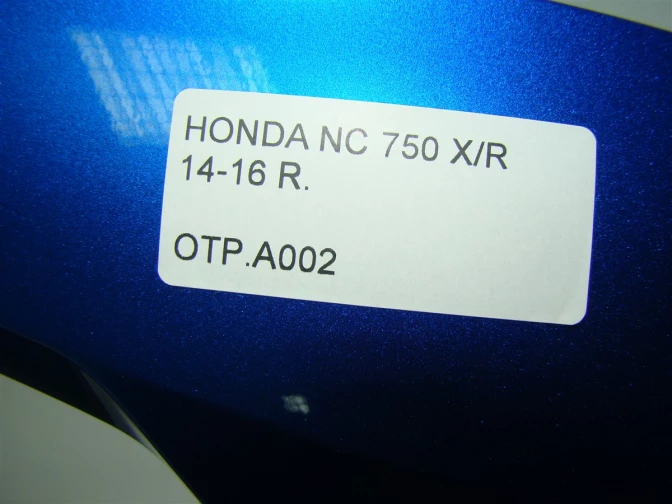 HONDA NC 750 X/R
14-16 R.
OTP.A002